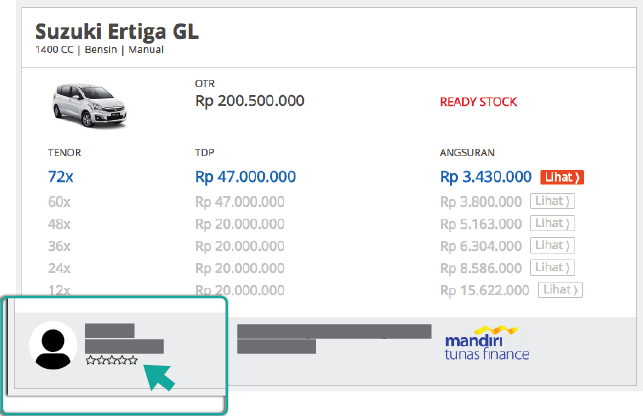 Suzuki Ertiga GL
1400 CC | Bensin | Manual
OTR
Rp 200.500.000
READY STOCK
TENOR TDP ANGSURAN
72x Rp 47.000.000 Rp 3.430.000 Lihat ⟩
60x Rp 47.000.000 Rp 3.800.000 Lihat ⟩
48x Rp 20.000.000 Rp 5.163.000 Lihat ⟩
36x Rp 20.000.000 Rp 6.304.000 Lihat ⟩
24x Rp 20.000.000 Rp 8.586.000 Lihat ⟩
12x Rp 20.000.000 Rp 15.622.000 Lihat ⟩
mandiri
tunas finance